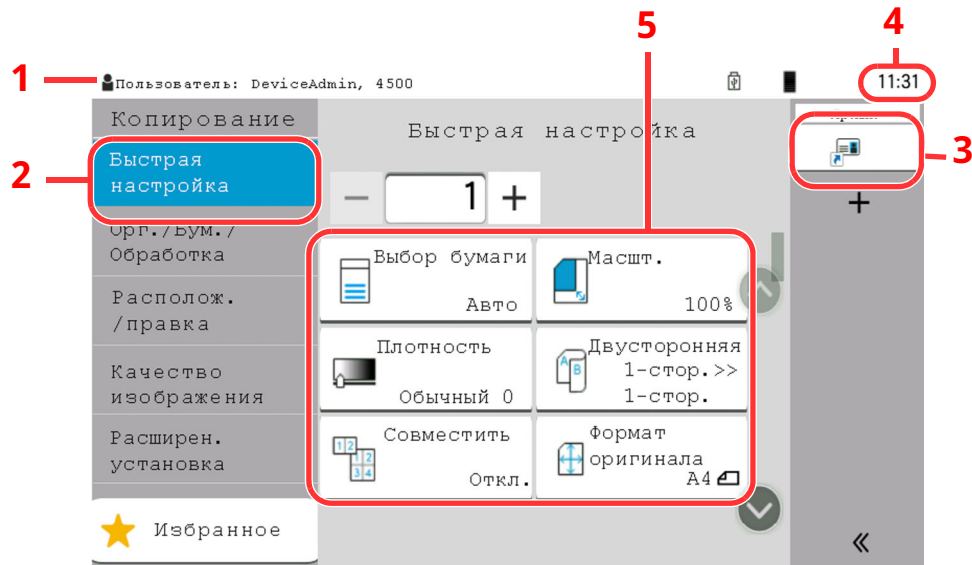 5
4
1
Пользователь: DeviceAdmin, 4500
11:31
Копирование
Быстрая настройка
3
2
Быстрая
настройка
1
Орг./Бум./
Обработка
Выбор бумаги
Авто
Масшт.
100%
Располож.
/правка
Плотность
Обычный 0
Двусторонняя
1-стор.>>
1-стор.
Качество
изображения
Совместить
Откл.
Формат
оригинала
A4
Расширен.
установка
Избранное